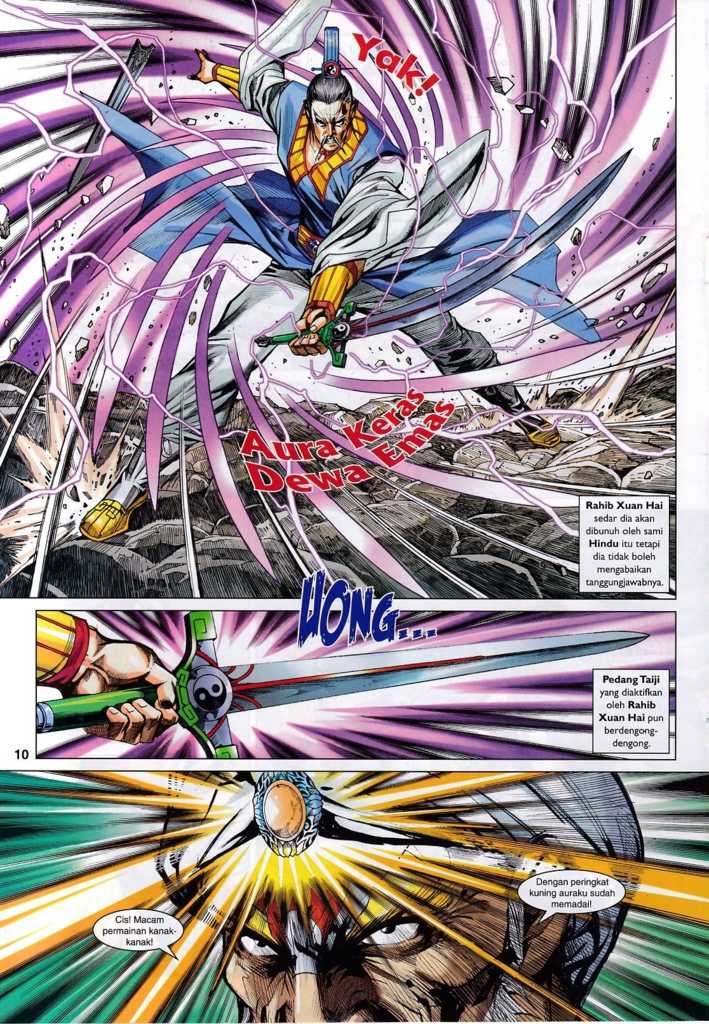 Yak!
Aura Keras
Dewa Emas
Rahib Xuan Hai
sedar dia akan
dibunuh oleh sami
Hindu itu tetapi
dia tidak boleh
mengabaikan
tanggungjawabnya.
UONG...
Pedang Taiji
yang diaktifkan
oleh Rahib
Xuan Hai pun
berdengong-
dengong.
10
Cis! Macam
permainan kanak-
kanak!
Dengan peringkat
kuning auraku sudah
memadai!